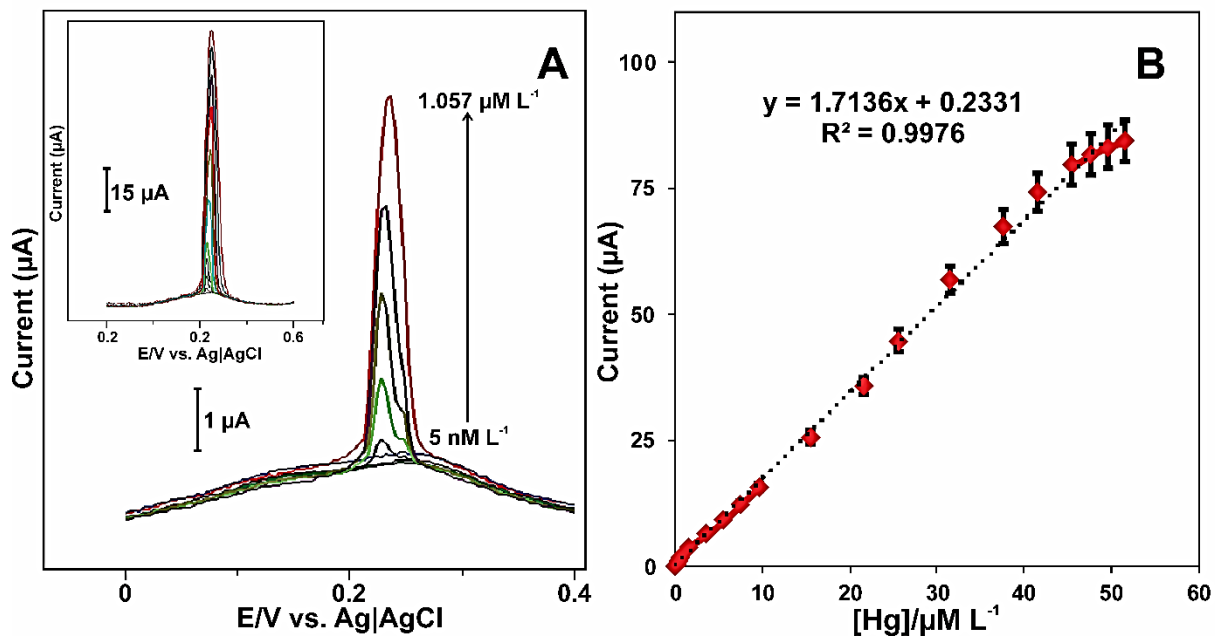 A
1.057 µM L⁻¹
5 nM L⁻¹
Current (µA)
15 µA
0.2
0.2
0.6
E/V vs. Ag|AgCl
Current (µA)
1 µA
0
0.2
0.4
E/V vs. Ag|AgCl
B
y = 1.7136x + 0.2331
R² = 0.9976
Current (µA)
100
75
50
25
0
0
10
20
30
40
50
60
[Hg]/µM L⁻¹